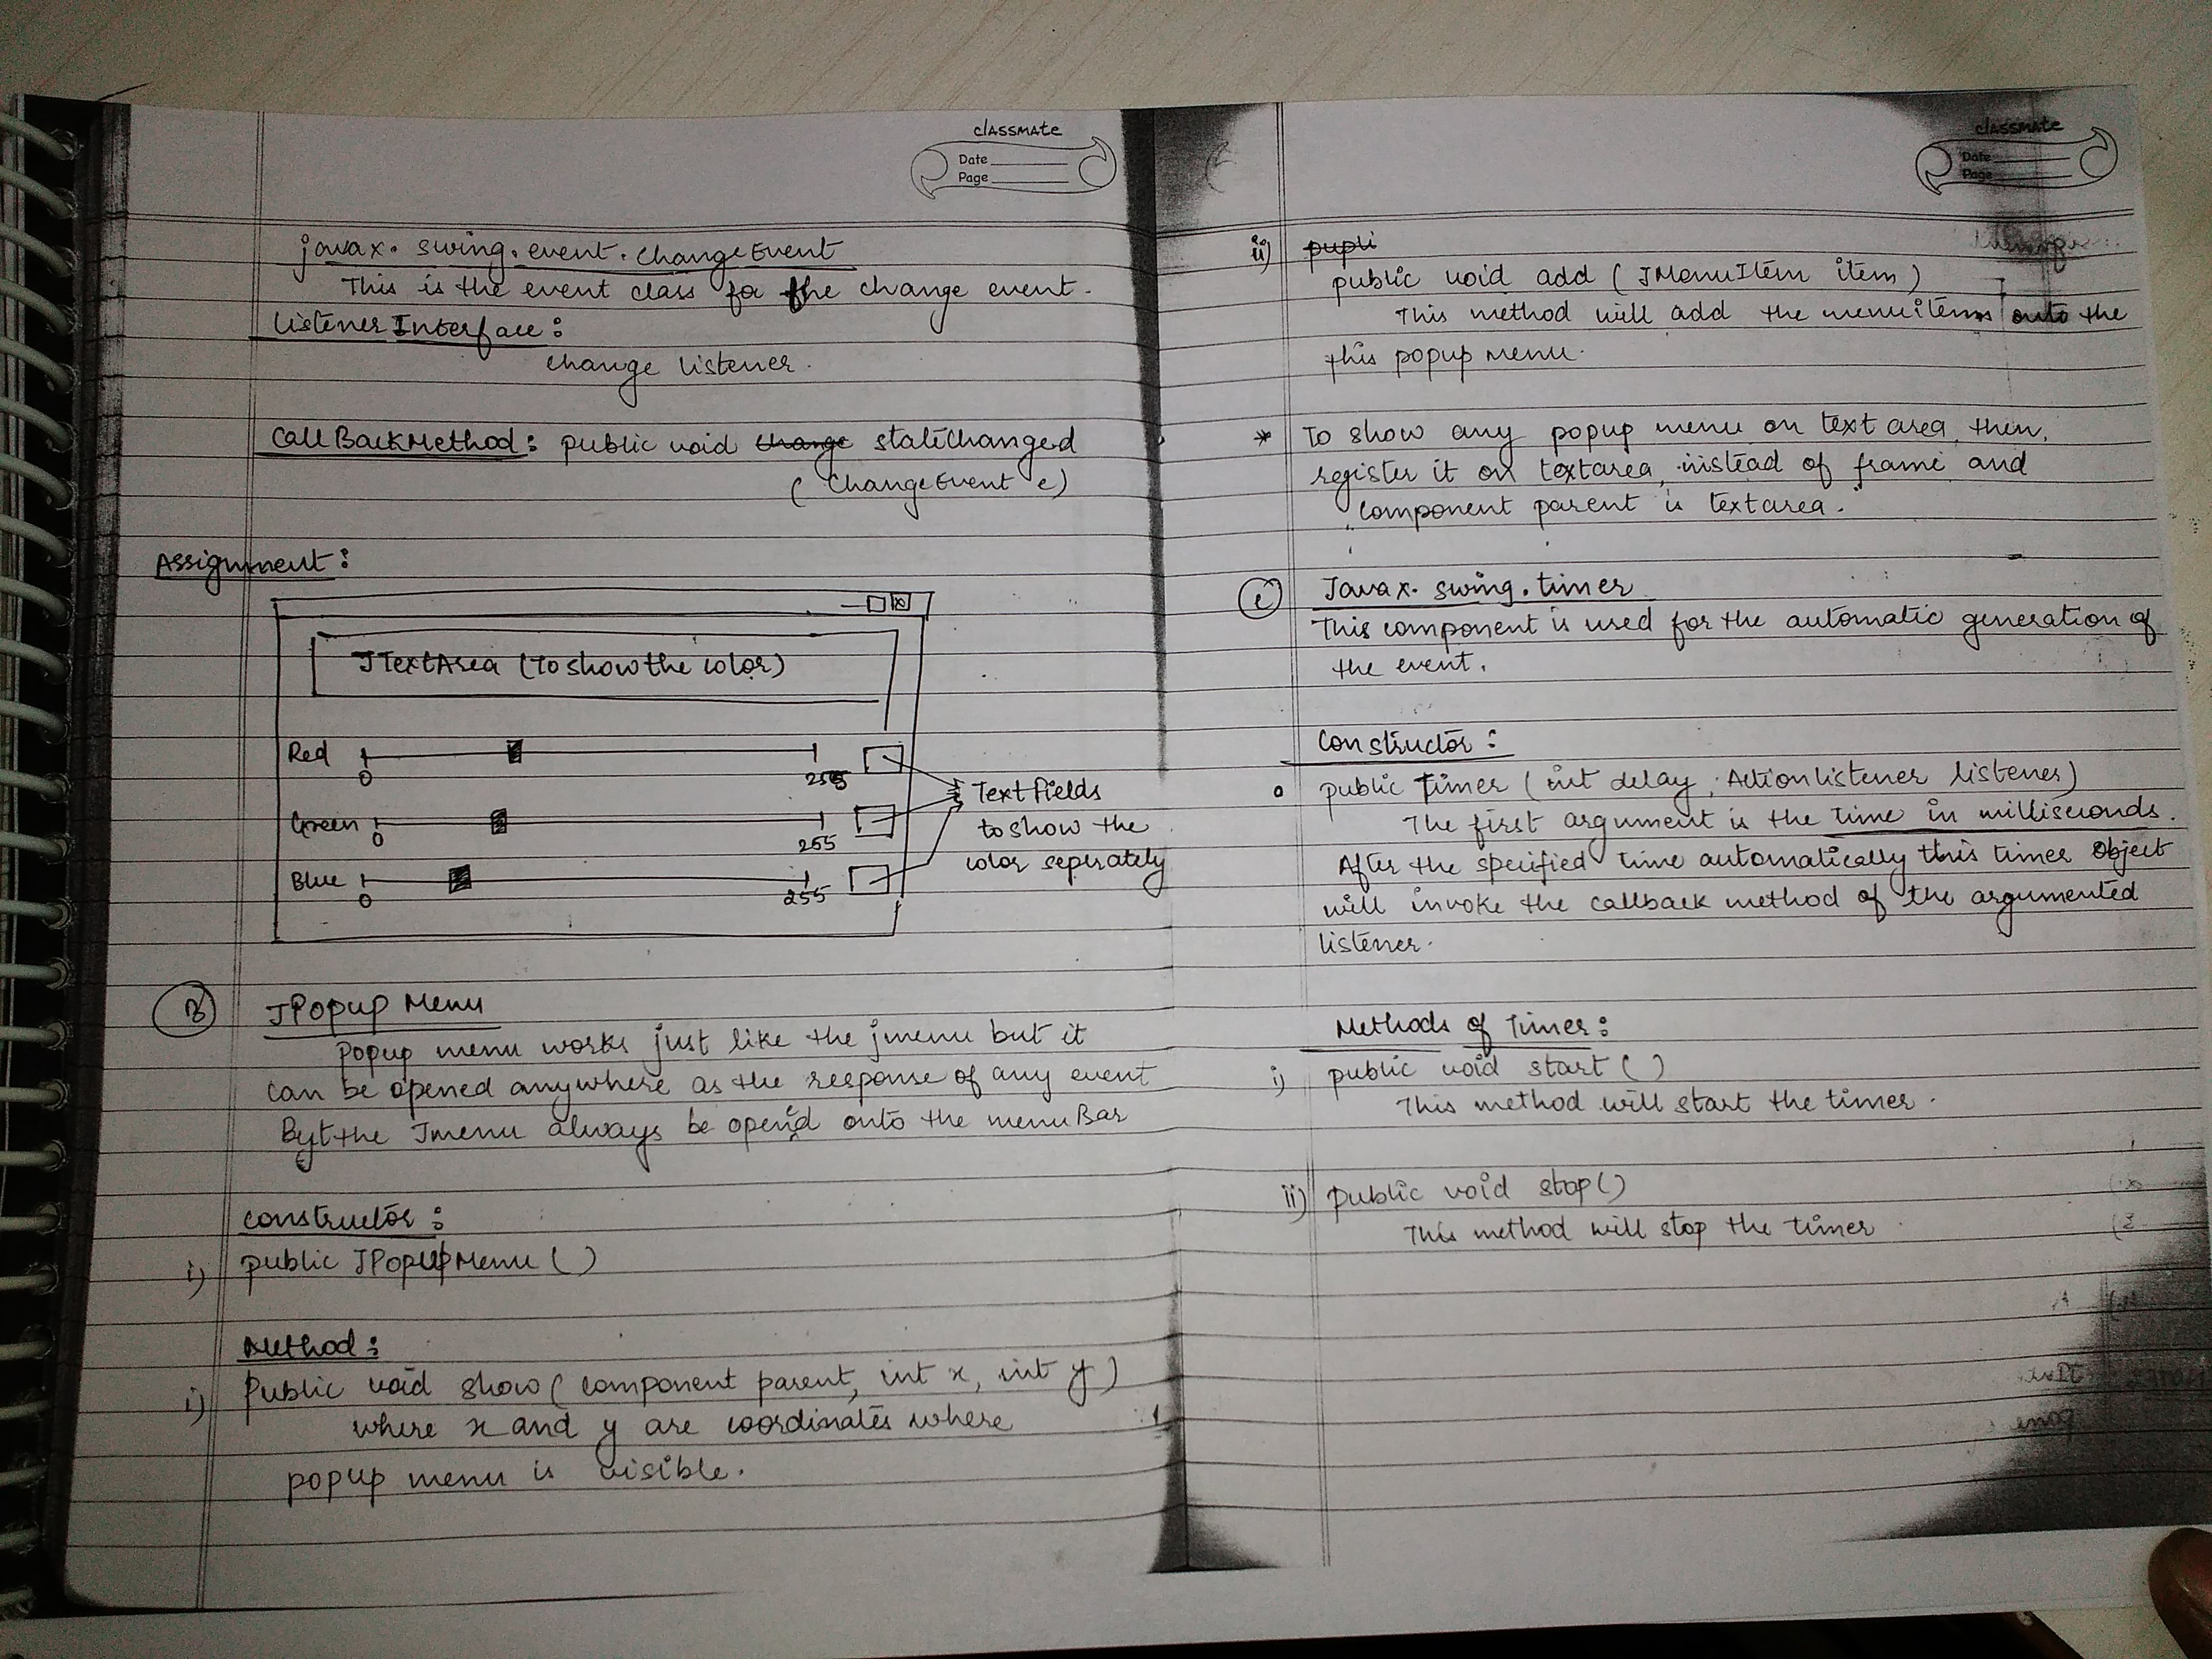 classmate
Date
Page
javax. swing. event. ChangeEvent
This is the event class for the change event.
Listener Interface:
change listener.
CallBackMethod: public void change stateChanged
( ChangeEvent e)
Assignment:
JTextArea (To show the color)
Red
0
255
Green
0
255
Blue
0
255
Textfields
to show the
color seperately
B
JPopup Menu
Popup menu works just like the jmenu but it
can be opened anywhere as the response of any event
But the Jmenu always be opend onto the menuBar
Constructor:
i) public JPopupMenu ( )
Method:
i) Public void show ( component parent, int x, int y )
where x and y are coordinates where
popup menu is visible.
classmate
Date
Page
ii) pupli
public void add ( JMenuItem item )
This method will add the menuitems onto the
this popup menu.
* To show any popup menu on text area, then,
register it on textarea, instead of frame and
component parent is textarea.
Javax. swing. timer
This component is used for the automatic generation of
the event.
Constructor:
public Timer ( int delay, ActionListener listener)
The first argument is the time in milliseconds.
After the specified time automatically this timer object
will invoke the callback method of the argumented
listener.
Methods of Timer:
i) public void start ( )
This method will start the timer.
ii) public void stop ()
This method will stop the timer